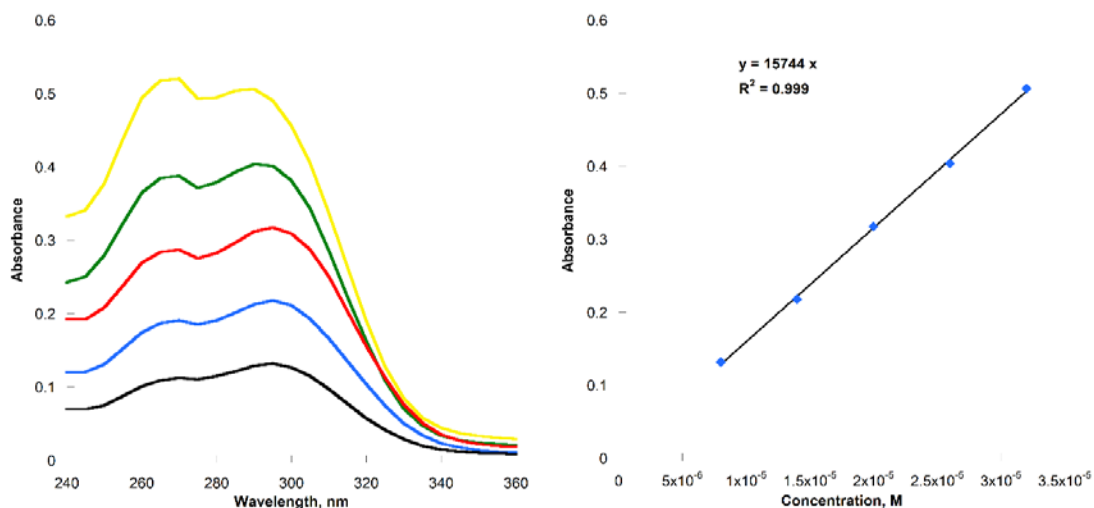 0.6
0.5
0.4
0.3
0.2
0.1
0
Absorbance
240 260 280 300 320 340 360
Wavelength, nm
0.6
0.5
0.4
0.3
0.2
0.1
0
Absorbance
y = 15744 x
R² = 0.999
0 5x10⁻⁶ 1x10⁻⁵ 1.5x10⁻⁵ 2x10⁻⁵ 2.5x10⁻⁵ 3x10⁻⁵ 3.5x10⁻⁵
Concentration, M